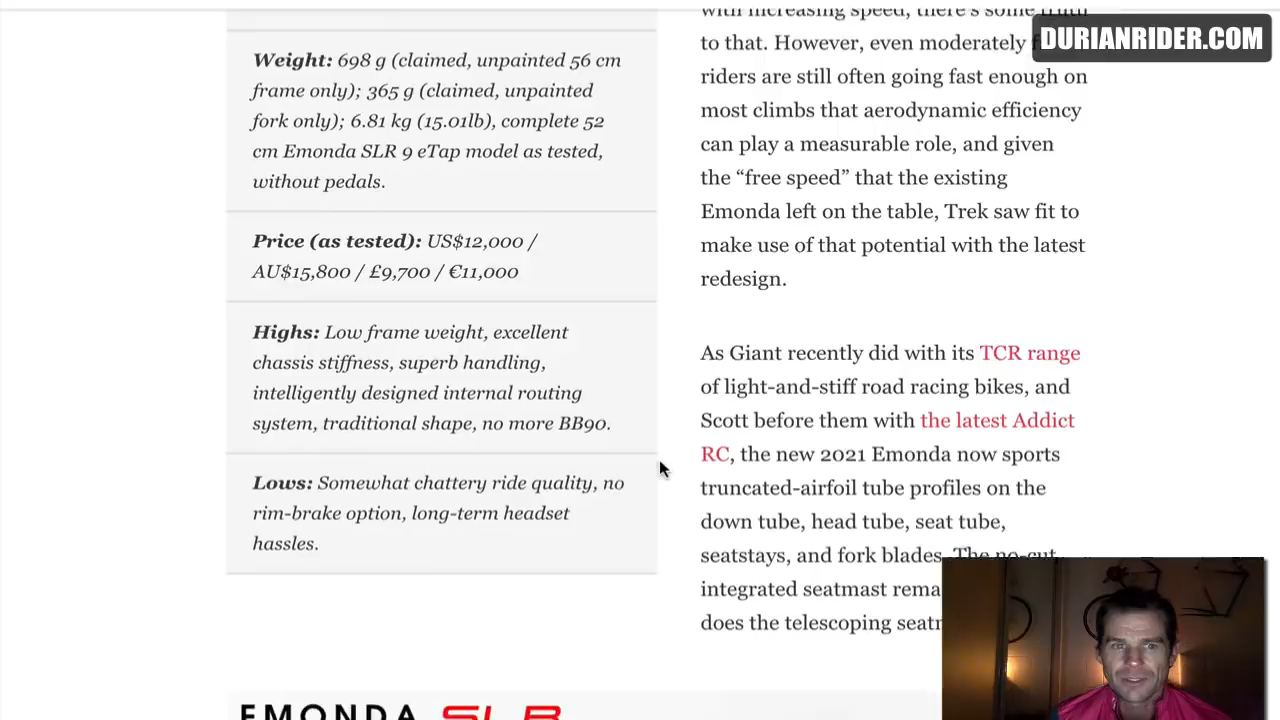 DURIANRIDER.COM
Weight: 698 g (claimed, unpainted 56 cm
frame only); 365 g (claimed, unpainted
fork only); 6.81 kg (15.01lb), complete 52
cm Emonda SLR 9 eTap model as tested,
without pedals.
Price (as tested): US$12,000 /
AU$15,800 / £9,700 / €11,000
Highs: Low frame weight, excellent
chassis stiffness, superb handling,
intelligently designed internal routing
system, traditional shape, no more BB90.
Lows: Somewhat chattery ride quality, no
rim-brake option, long-term headset
hassles.
with increasing speed, there's some truth
to that. However, even moderately
riders are still often going fast enough on
most climbs that aerodynamic efficiency
can play a measurable role, and given
the “free speed” that the existing
Emonda left on the table, Trek saw fit to
make use of that potential with the latest
redesign.
As Giant recently did with its TCR range
of light-and-stiff road racing bikes, and
Scott before them with the latest Addict
RC, the new 2021 Emonda now sports
truncated-airfoil tube profiles on the
down tube, head tube, seat tube,
seatstays, and fork blades. The no-cut
integrated seatmast
does the telescoping
EMONDA SLR